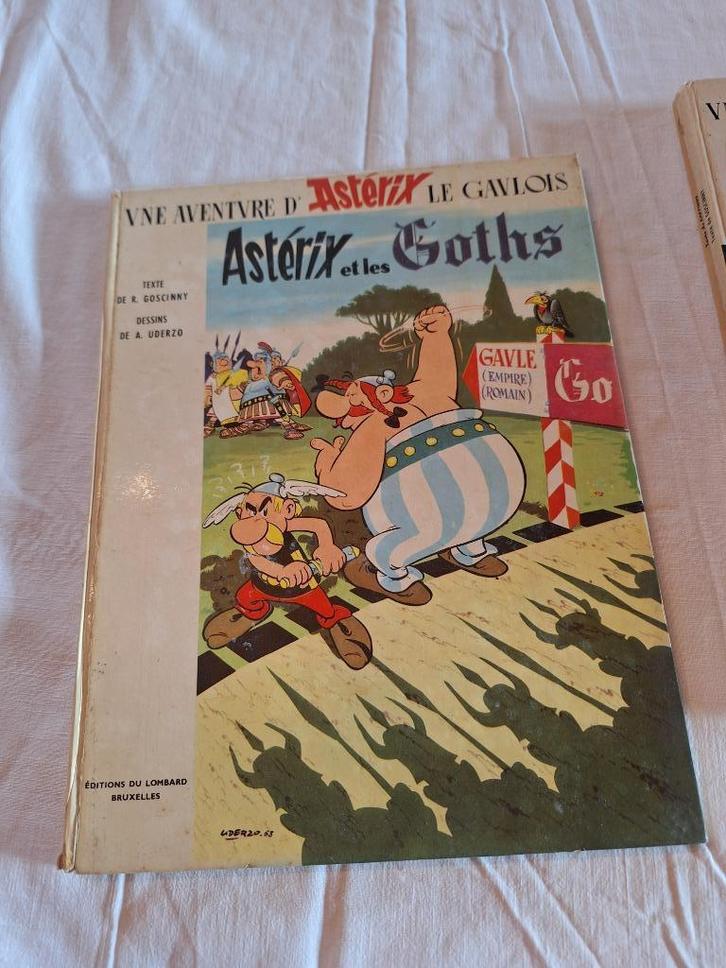 VNE AVENTVRE D'Astérix LE GAVLOIS
Astérix et les Goths
TEXTE
DE R. GOSCINNY
DESSINS
DE A. UDERZO
GAVLE
(EMPIRE)
(ROMAIN)
Go
ÉDITIONS DU LOMBARD
BRUXELLES
UDERZO.63